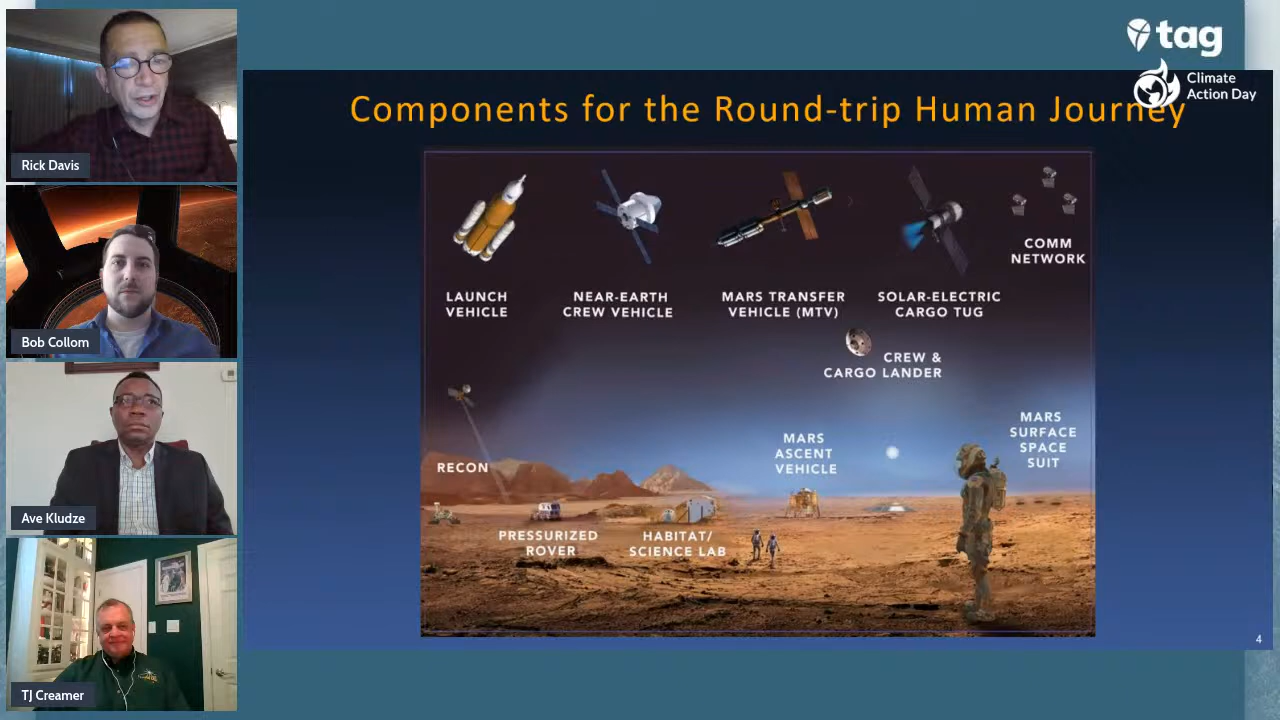 Rick Davis
Bob Collom
Ave Kludze
TJ Creamer
tag
Climate
Action Day
Components for the Round-trip Human Journey
LAUNCH
VEHICLE
NEAR-EARTH
CREW VEHICLE
MARS TRANSFER
VEHICLE (MTV)
SOLAR-ELECTRIC
CARGO TUG
COMM
NETWORK
CREW &
CARGO LANDER
RECON
PRESSURIZED
ROVER
HABITAT/
SCIENCE LAB
MARS
ASCENT
VEHICLE
MARS
SURFACE
SPACE
SUIT
4